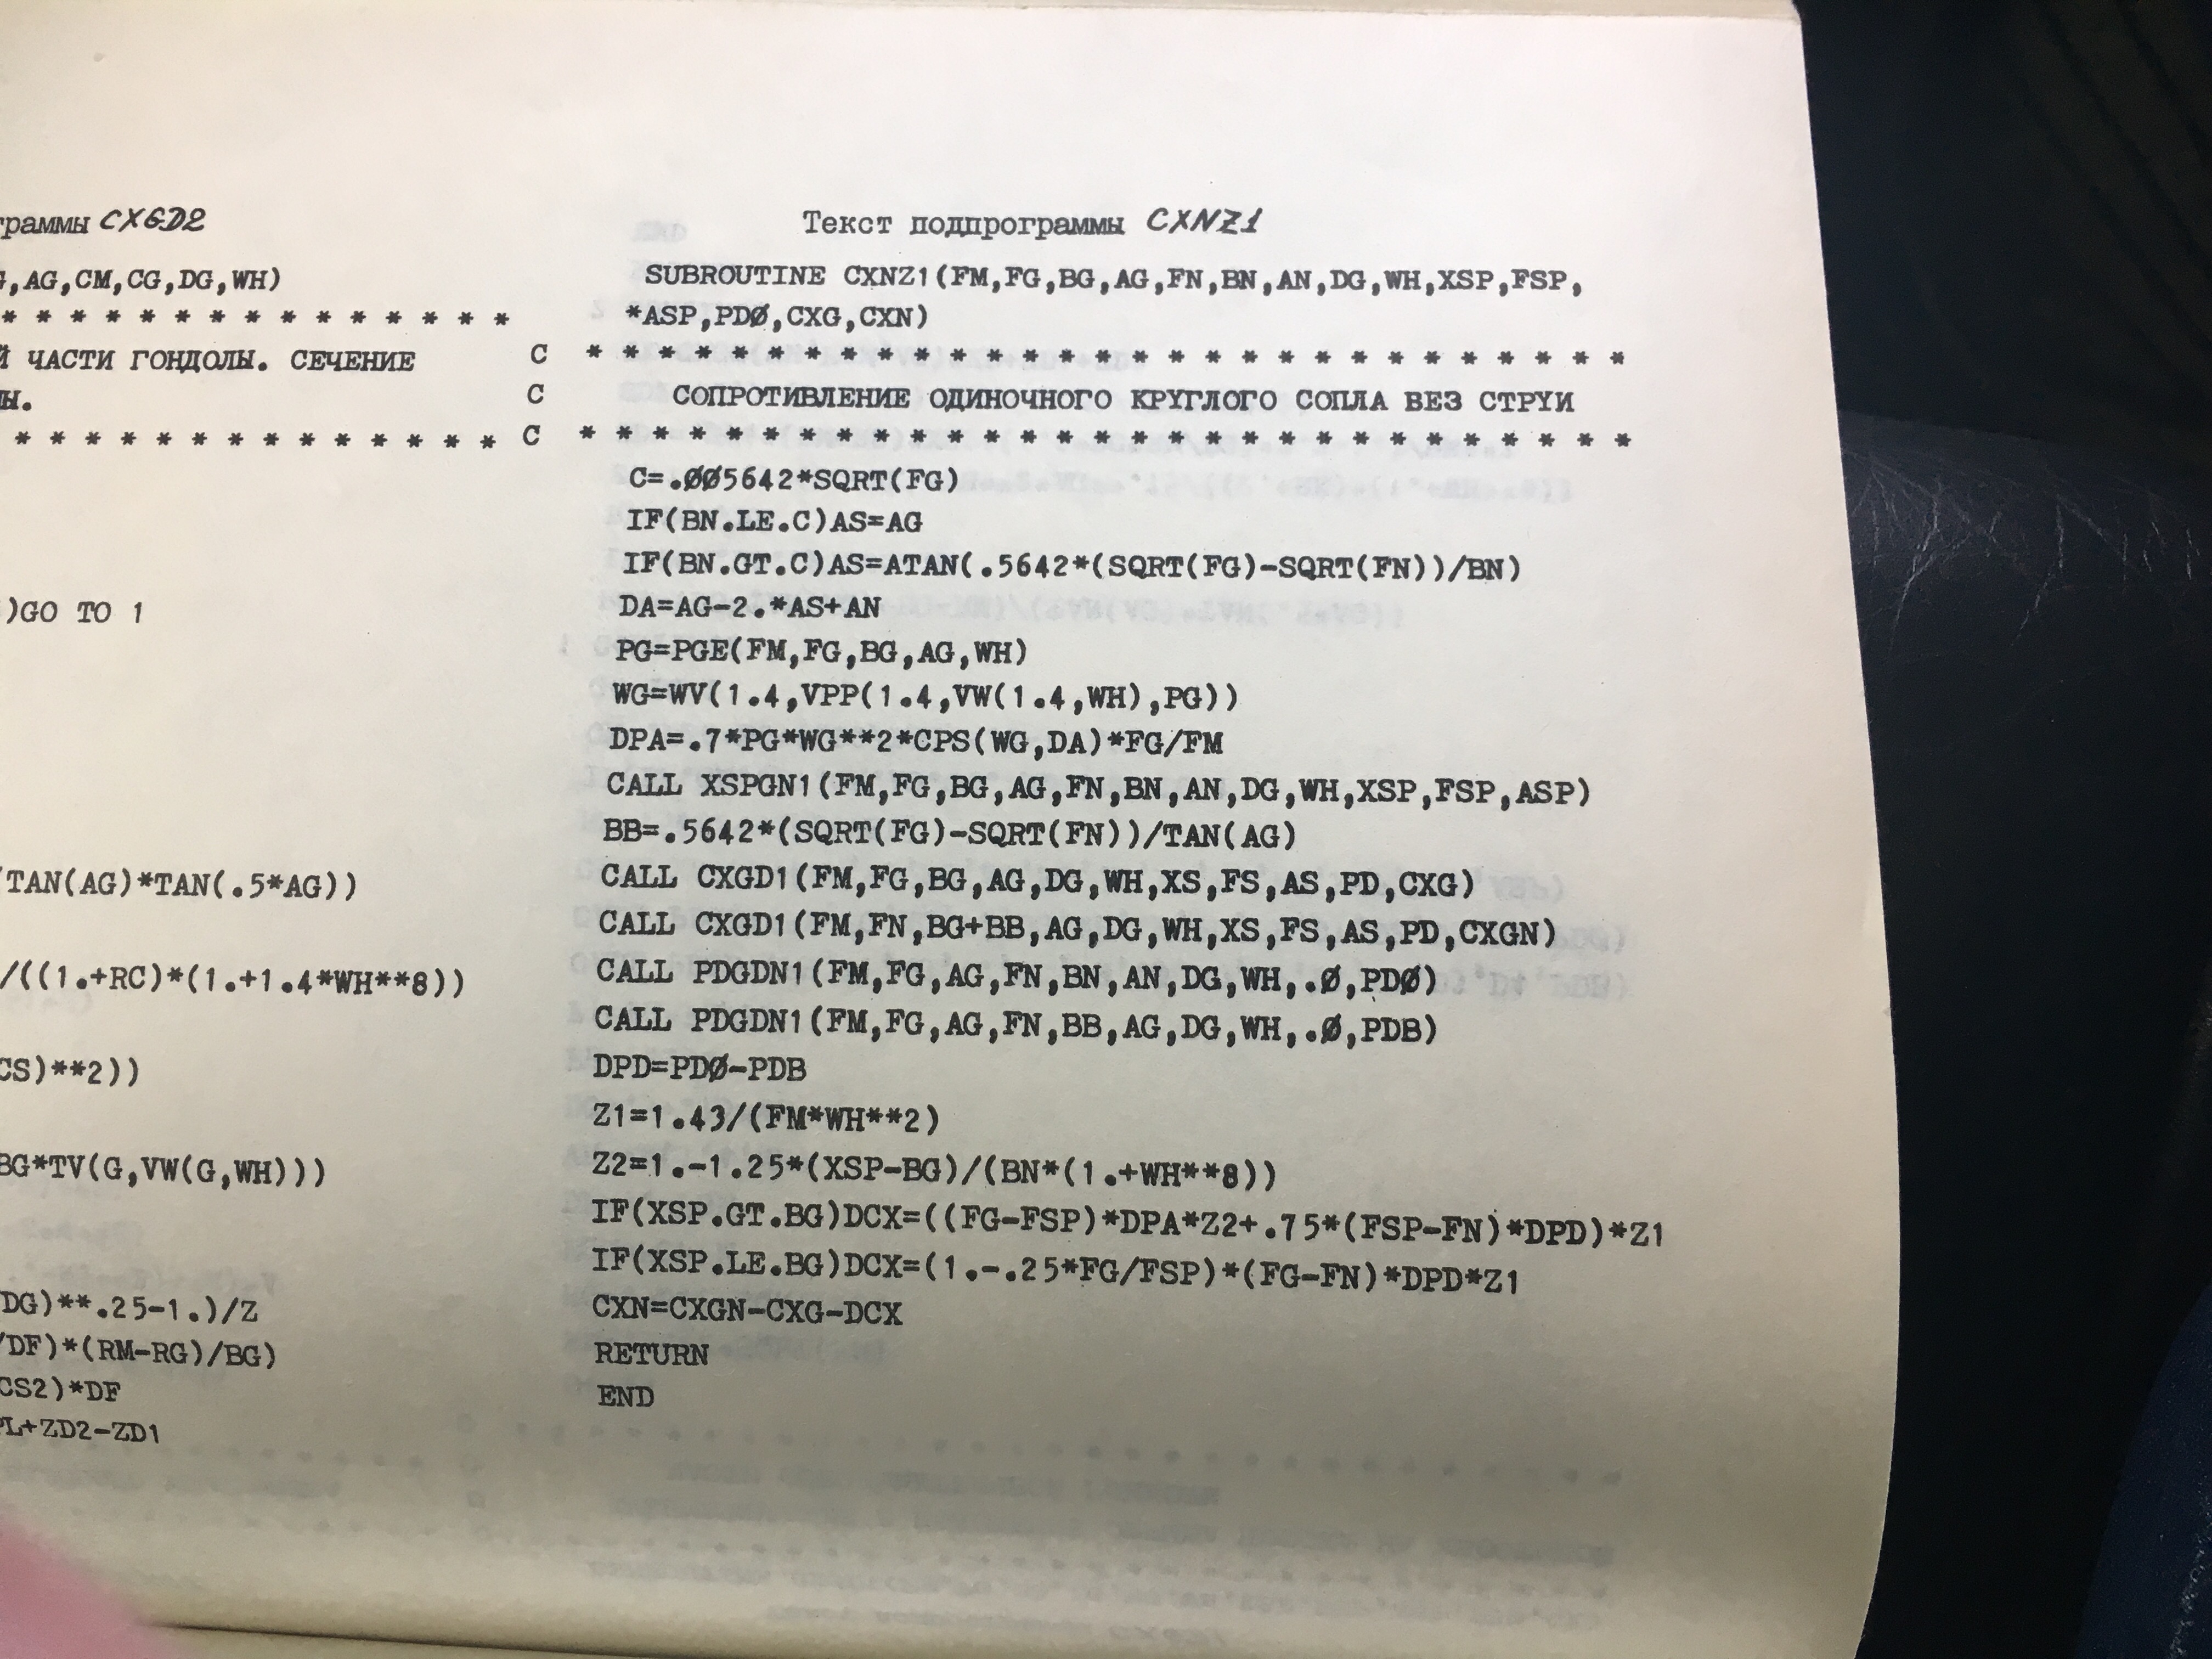 граммы CXGD2
,AG,CM,CG,DG,WH)
* * * * * * * * * * * * * * *
Й ЧАСТИ ГОНДОЛЫ. СЕЧЕНИЕ
Ы.
* * * * * * * * * * * * * *
)GO TO 1
TAN(AG)*TAN(.5*AG))
/((1.+RC)*(1.+1.4*WH**8))
CS)**2))
BG*TV(G,VW(G,WH)))
DG)**.25-1.)/Z
/DF)*(RM-RG)/BG)
CS2)*DF
L+ZD2-ZD1
Текст подпрограммы CXNZ1
SUBROUTINE CXNZ1(FM,FG,BG,AG,FN,BN,AN,DG,WH,XSP,FSP,
*ASP,PDØ,CXG,CXN)
C * * * * * * * * * * * * * * * * * * * * * * * * * * * * *
C СОПРОТИВЛЕНИЕ ОДИНОЧНОГО КРУГЛОГО СОПЛА ВЕЗ СТРУИ
C * * * * * * * * * * * * * * * * * * * * * * * * * * * * *
C=.ØØ5642*SQRT(FG)
IF(BN.LE.C)AS=AG
IF(BN.GT.C)AS=ATAN(.5642*(SQRT(FG)-SQRT(FN))/BN)
DA=AG-2.*AS+AN
PG=PGE(FM,FG,BG,AG,WH)
WG=WV(1.4,VPP(1.4,VW(1.4,WH),PG))
DPA=.7*PG*WG**2*CPS(WG,DA)*FG/FM
CALL XSPGN1(FM,FG,BG,AG,FN,BN,AN,DG,WH,XSP,FSP,ASP)
BB=.5642*(SQRT(FG)-SQRT(FN))/TAN(AG)
CALL CXGD1(FM,FG,BG,AG,DG,WH,XS,FS,AS,PD,CXG)
CALL CXGD1(FM,FN,BG+BB,AG,DG,WH,XS,FS,AS,PD,CXGN)
CALL PDGDN1(FM,FG,AG,FN,BN,AN,DG,WH,.Ø,PDØ)
CALL PDGDN1(FM,FG,AG,FN,BB,AG,DG,WH,.Ø,PDB)
DPD=PDØ-PDB
Z1=1.43/(FM*WH**2)
Z2=1.-1.25*(XSP-BG)/(BN*(1.+WH**8))
IF(XSP.GT.BG)DCX=((FG-FSP)*DPA*Z2+.75*(FSP-FN)*DPD)*Z1
IF(XSP.LE.BG)DCX=(1.-.25*FG/FSP)*(FG-FN)*DPD*Z1
CXN=CXGN-CXG-DCX
RETURN
END